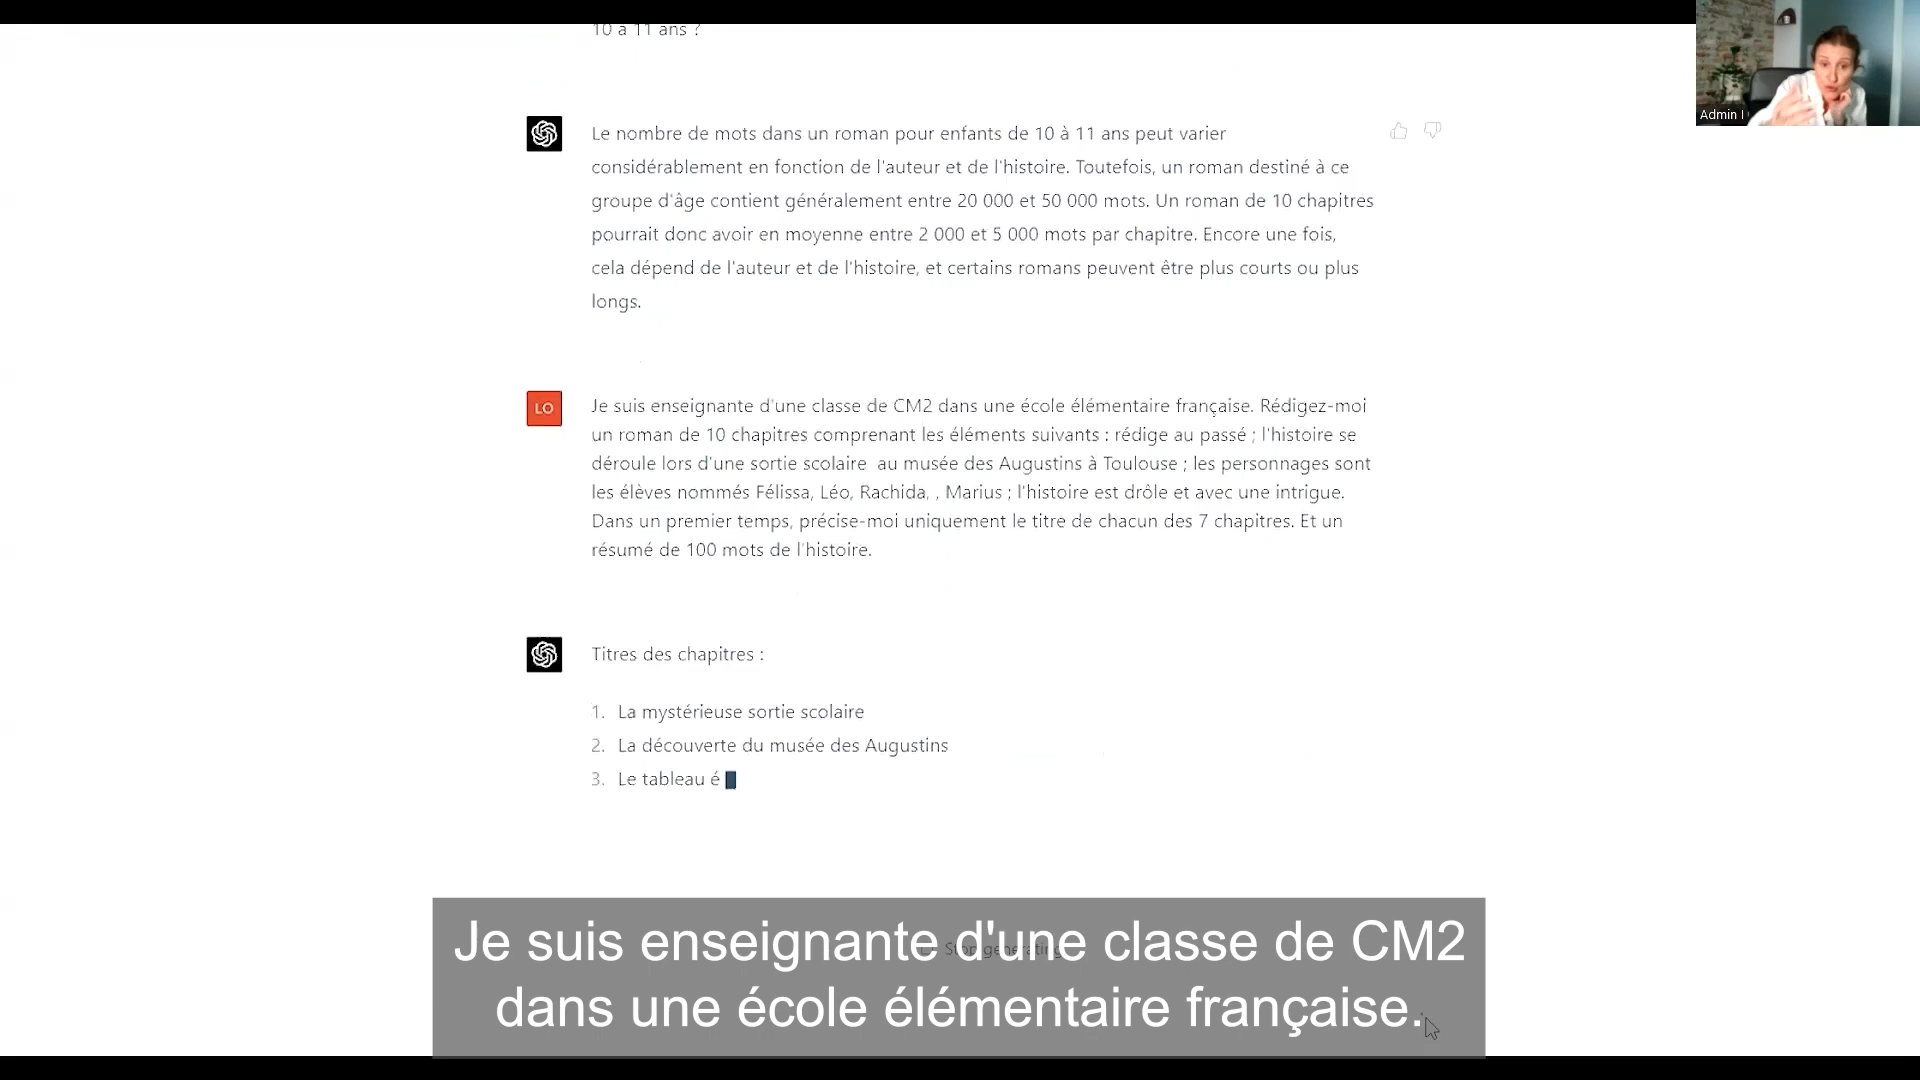 10 à 11 ans ?
Admin I
Le nombre de mots dans un roman pour enfants de 10 à 11 ans peut varier
considérablement en fonction de l'auteur et de l'histoire. Toutefois, un roman destiné à ce
groupe d'âge contient généralement entre 20 000 et 50 000 mots. Un roman de 10 chapitres
pourrait donc avoir en moyenne entre 2 000 et 5 000 mots par chapitre. Encore une fois,
cela dépend de l'auteur et de l'histoire, et certains romans peuvent être plus courts ou plus
longs.
LO
Je suis enseignante d'une classe de CM2 dans une école élémentaire française. Rédigez-moi
un roman de 10 chapitres comprenant les éléments suivants : rédige au passé ; l'histoire se
déroule lors d'une sortie scolaire au musée des Augustins à Toulouse ; les personnages sont
les élèves nommés Félissa, Léo, Rachida, , Marius ; l'histoire est drôle et avec une intrigue.
Dans un premier temps, précise-moi uniquement le titre de chacun des 7 chapitres. Et un
résumé de 100 mots de l'histoire.
Titres des chapitres :
1. La mystérieuse sortie scolaire
2. La découverte du musée des Augustins
3. Le tableau é
Stop generating
Je suis enseignante d'une classe de CM2
dans une école élémentaire française.